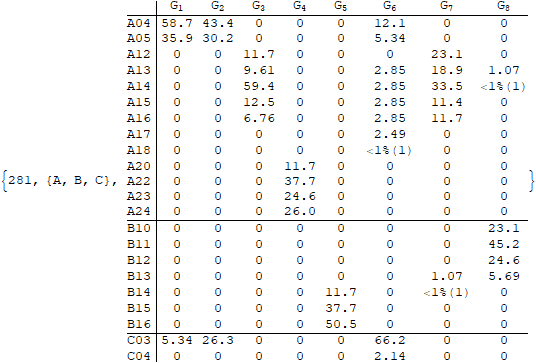 G1 G2 G3 G4 G5 G6 G7 G8
A04 58.7 43.4 0 0 0 12.1 0 0
A05 35.9 30.2 0 0 0 5.34 0 0
A12 0 0 11.7 0 0 0 23.1 0
A13 0 0 9.61 0 0 2.85 18.9 1.07
A14 0 0 59.4 0 0 2.85 33.5 <1%(1)
A15 0 0 12.5 0 0 2.85 11.4 0
A16 0 0 6.76 0 0 2.85 11.7 0
A17 0 0 0 0 0 2.49 0 0
A18 0 0 0 0 0 <1%(1) 0 0
{281, {A, B, C}, A20 0 0 0 11.7 0 0 0 0 }
A22 0 0 0 37.7 0 0 0 0
A23 0 0 0 24.6 0 0 0 0
A24 0 0 0 26.0 0 0 0 0
B10 0 0 0 0 0 0 0 23.1
B11 0 0 0 0 0 0 0 45.2
B12 0 0 0 0 0 0 0 24.6
B13 0 0 0 0 0 0 1.07 5.69
B14 0 0 0 0 11.7 0 <1%(1) 0
B15 0 0 0 0 37.7 0 0 0
B16 0 0 0 0 50.5 0 0 0
C03 5.34 26.3 0 0 0 66.2 0 0
C04 0 0 0 0 0 2.14 0 0